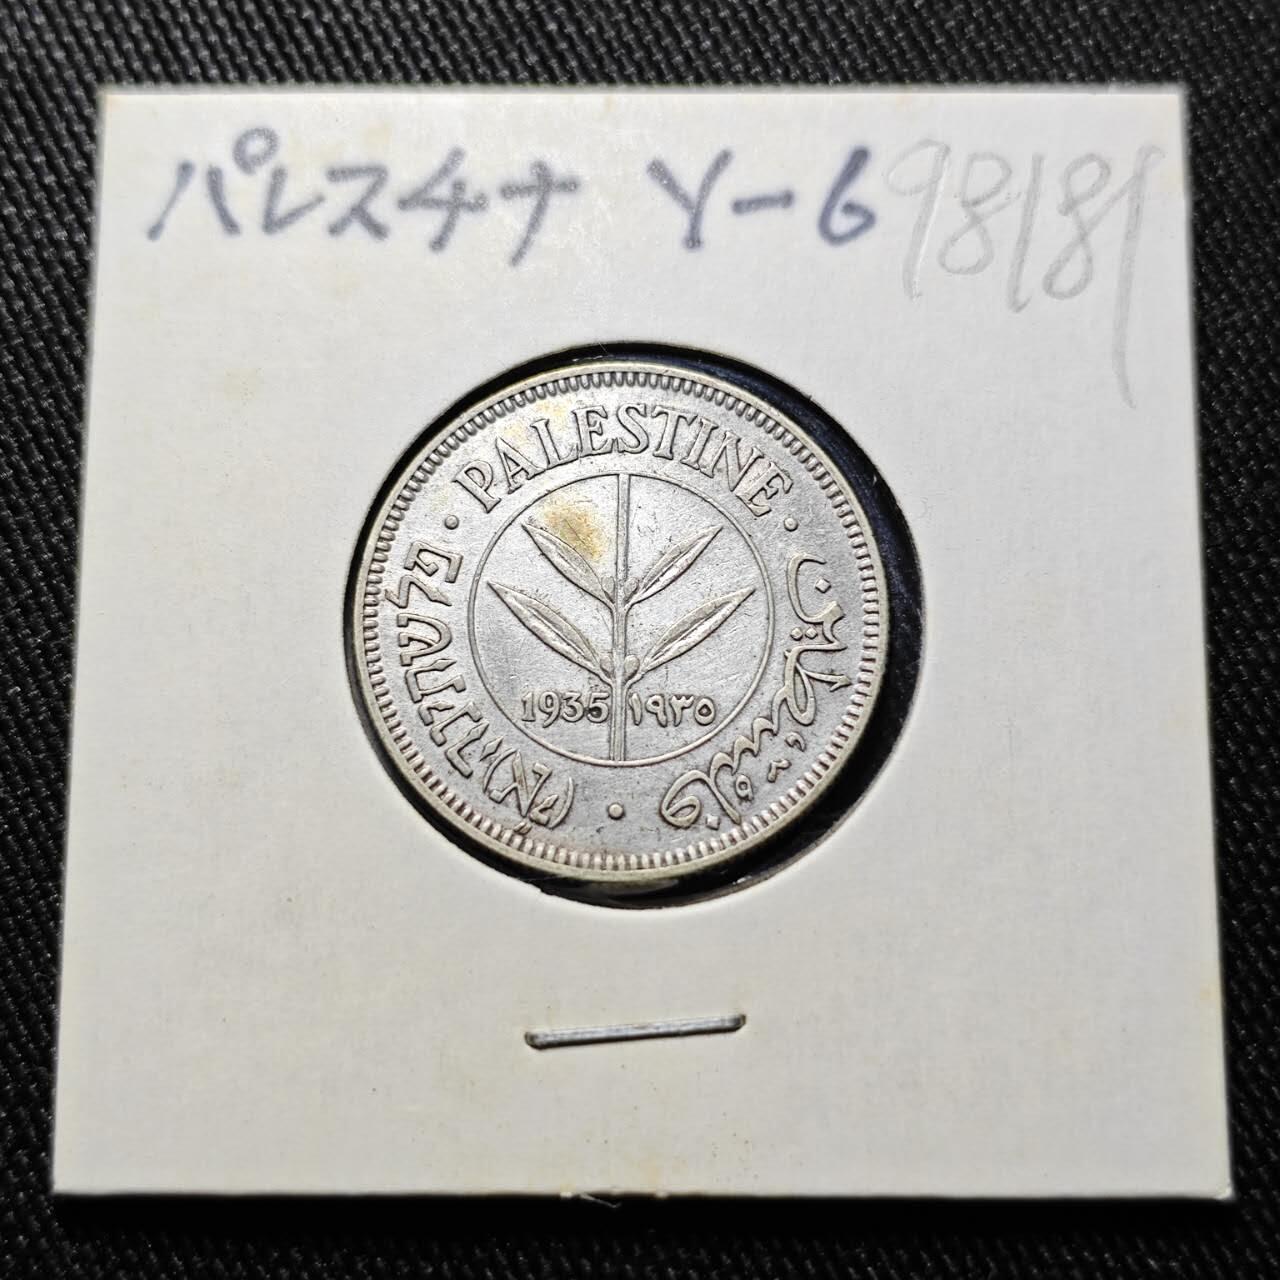 パレスチナ Y-6 98181
· PALESTINE ·
פלשתינה (א״י)
فلسطين
1935 ١٩٣٥